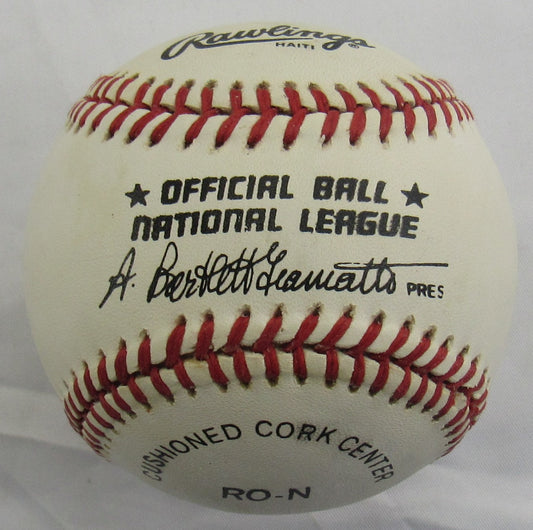 Rawlings ®
HAITI
★ OFFICIAL BALL ★
NATIONAL LEAGUE
A. Bartlett Giamatti PRES
CUSHIONED CORK CENTER
RO-N